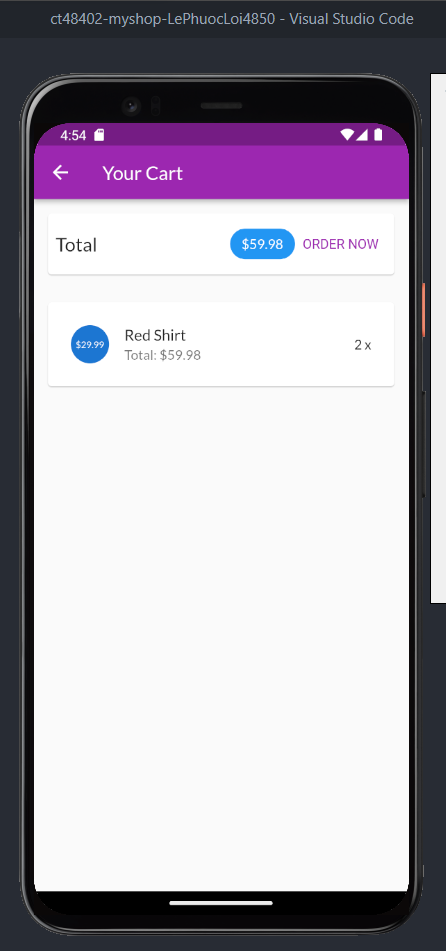 ct48402-myshop-LePhuocLoi4850 - Visual Studio Code
4:54
Your Cart
Total $59.98 ORDER NOW
$29.99 Red Shirt 2 x
Total: $59.98